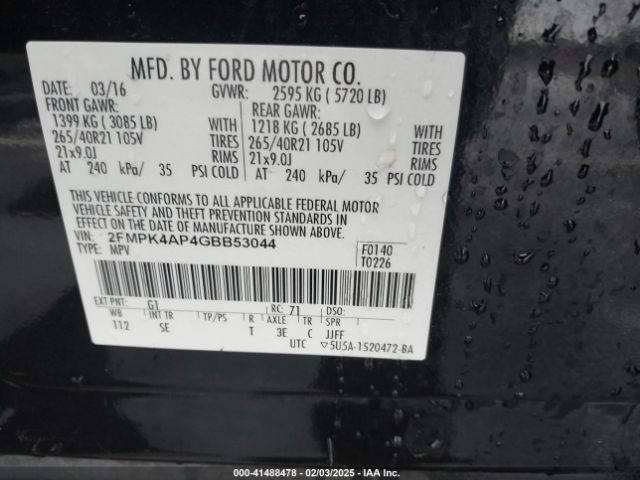 MFD. BY FORD MOTOR CO.
DATE: 03/16 GVWR: 2595 KG ( 5720 LB)
FRONT GAWR: REAR GAWR:
1399 KG ( 3085 LB) WITH 1218 KG ( 2685 LB) WITH
265/40R21 105V TIRES 265/40R21 105V TIRES
21x9.0J RIMS 21x9.0J RIMS
AT 240 kPa/ 35 PSI COLD AT 240 kPa/ 35 PSI COLD
THIS VEHICLE CONFORMS TO ALL APPLICABLE FEDERAL MOTOR
VEHICLE SAFETY AND THEFT PREVENTION STANDARDS IN
EFFECT ON THE DATE OF MANUFACTURE SHOWN ABOVE.
VIN: 2FMPK4AP4GBB53044 F0140
TYPE: MPV T0226
EXT PNT: G1 RC: 71 DSO:
WB INT TR TP/PS R AXLE TR SPR
112 SE T 3E C JJFF
UTC ▽5U5A-1520472-BA
000-41488478 - 02/03/2025 - IAA Inc.